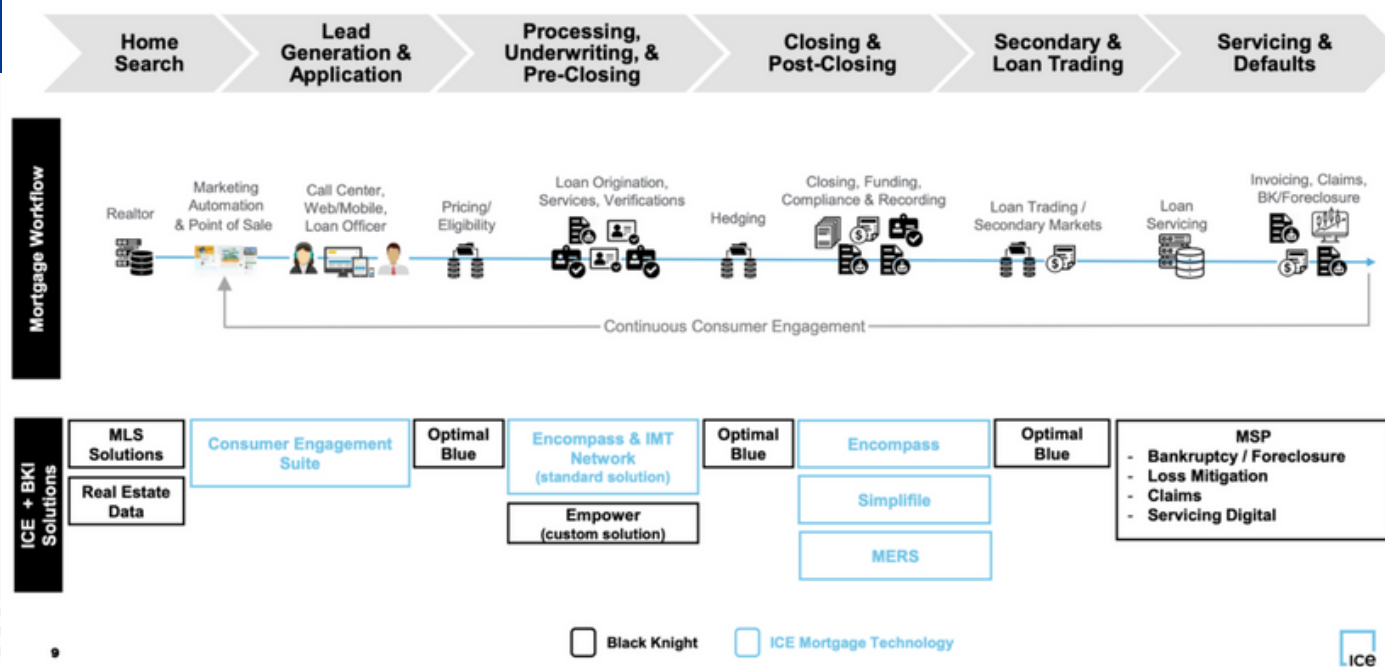 Home
Search
Lead
Generation &
Application
Processing,
Underwriting, &
Pre-Closing
Closing &
Post-Closing
Secondary &
Loan Trading
Servicing &
Defaults
Mortgage Workflow
Realtor
Marketing
Automation
& Point of Sale
Call Center,
Web/Mobile,
Loan Officer
Pricing/
Eligibility
Loan Origination,
Services, Verifications
Hedging
Closing, Funding,
Compliance & Recording
Loan Trading /
Secondary Markets
Loan
Servicing
Invoicing, Claims,
BK/Foreclosure
Continuous Consumer Engagement
ICE + BKI
Solutions
MLS
Solutions
Real Estate
Data
Consumer Engagement
Suite
Optimal
Blue
Encompass & IMT
Network
(standard solution)
Empower
(custom solution)
Optimal
Blue
Encompass
Simplifile
MERS
Optimal
Blue
MSP
- Bankruptcy / Foreclosure
- Loss Mitigation
- Claims
- Servicing Digital
9
Black Knight
ICE Mortgage Technology
ice